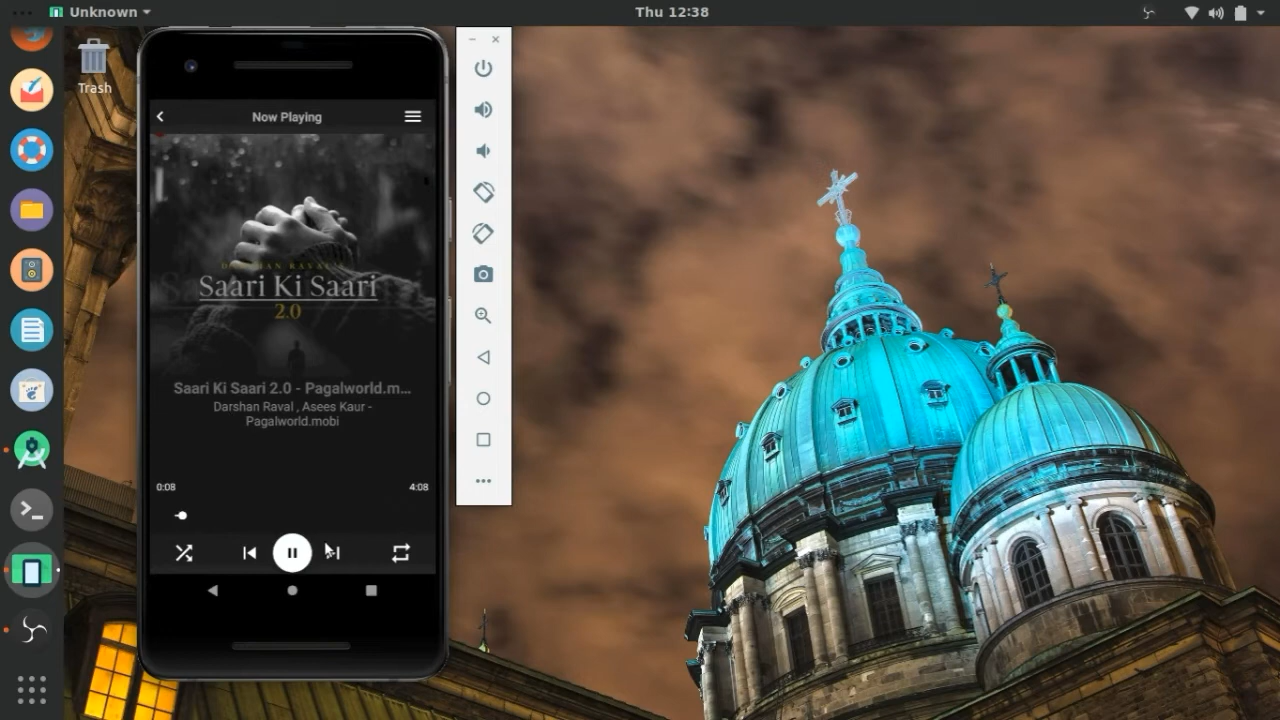 Unknown
Thu 12:38
Trash
Now Playing
Saari Ki Saari
2.0
Saari Ki Saari 2.0 - Pagalworld.m...
Darshan Raval , Asees Kaur -
Pagalworld.mobi
0:08
4:08